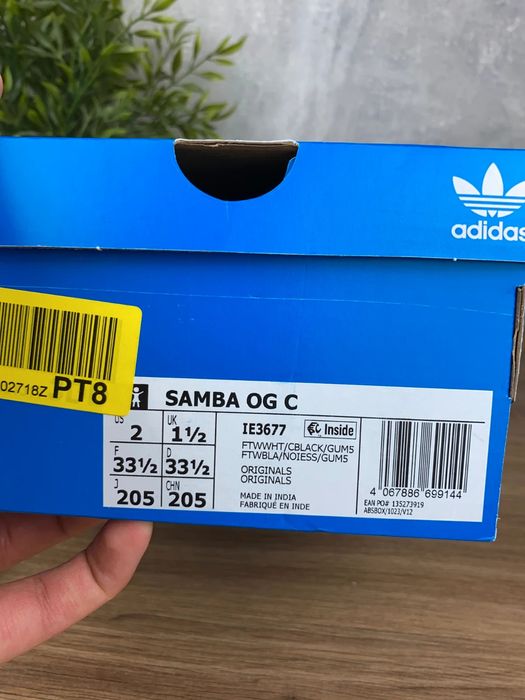 adidas
02718Z PT8
SAMBA OG C
US 2
UK 1½
F 33½
D 33½
J 205
CHN 205
IE3677
Inside
FTWWHT/CBLACK/GUM5
FTWBLA/NOIESS/GUM5
ORIGINALS
ORIGINALS
MADE IN INDIA
FABRIQUÉ EN INDE
4 067886 699144
EAN PO# 135273919
ABSBOX/1023/V12